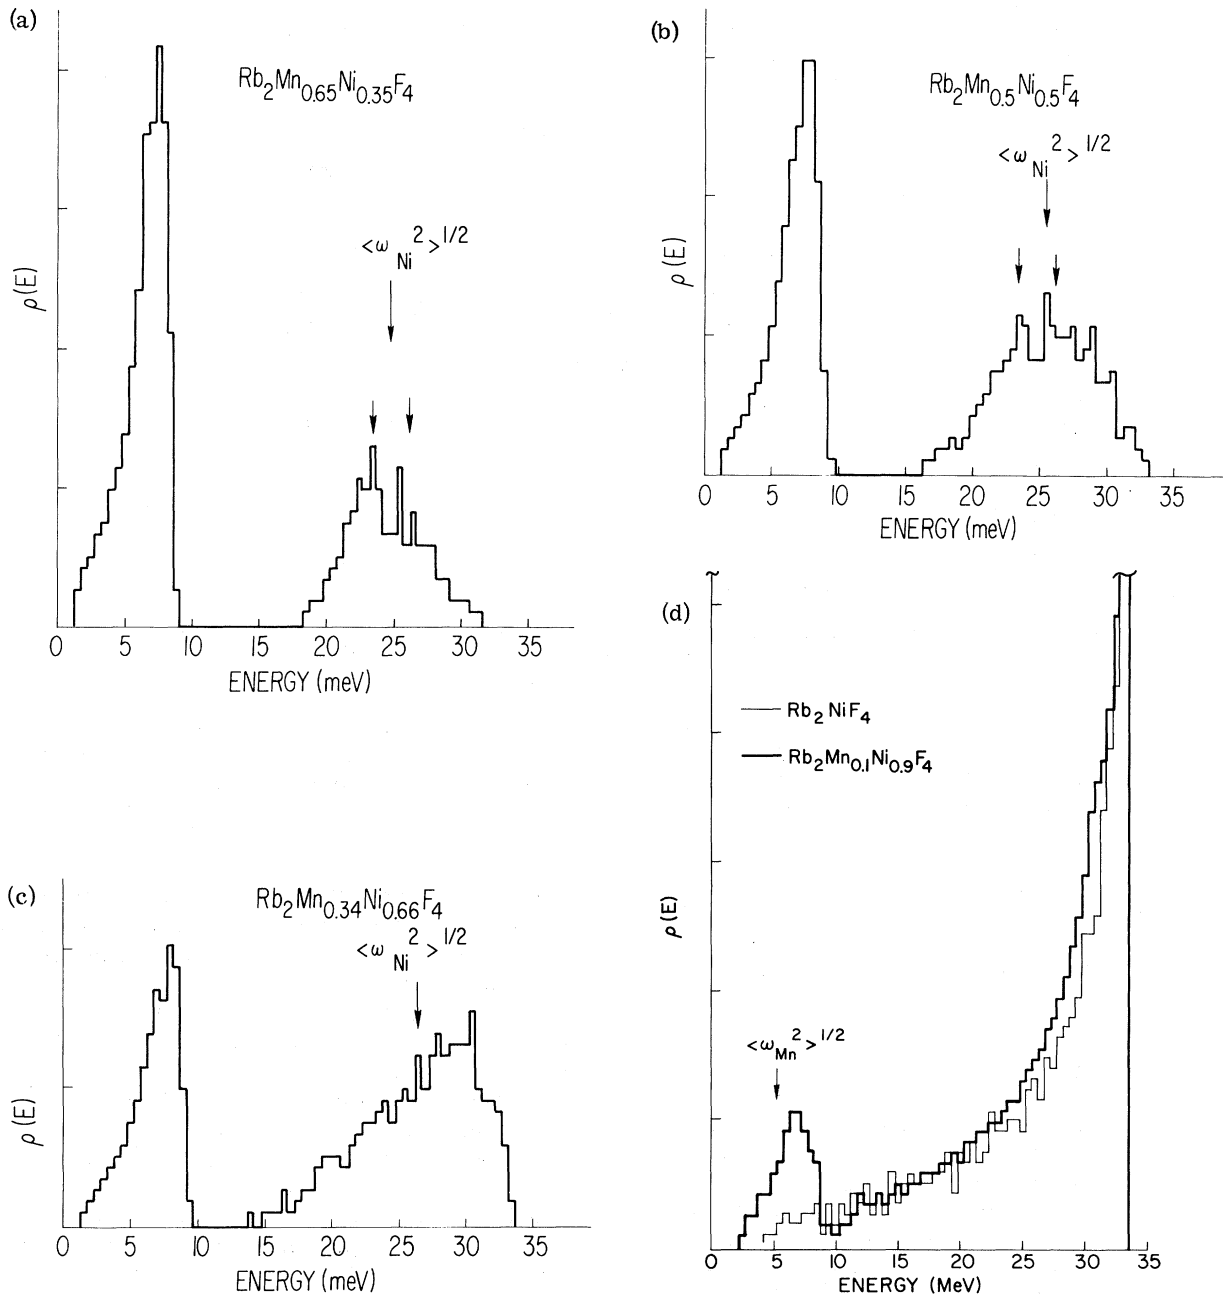 (a)
Rb2Mn0.65Ni0.35F4
<ωNi2>1/2
ρ(E)
0 5 10 15 20 25 30 35
ENERGY (meV)
(b)
Rb2Mn0.5Ni0.5F4
<ωNi2>1/2
ρ(E)
0 5 10 15 20 25 30 35
ENERGY (meV)
(c)
Rb2Mn0.34Ni0.66F4
<ωNi2>1/2
ρ(E)
0 5 10 15 20 25 30 35
ENERGY (meV)
(d)
Rb2NiF4
Rb2Mn0.1Ni0.9F4
<ωMn2>1/2
ρ(E)
0 5 10 15 20 25 30 35
ENERGY (MeV)